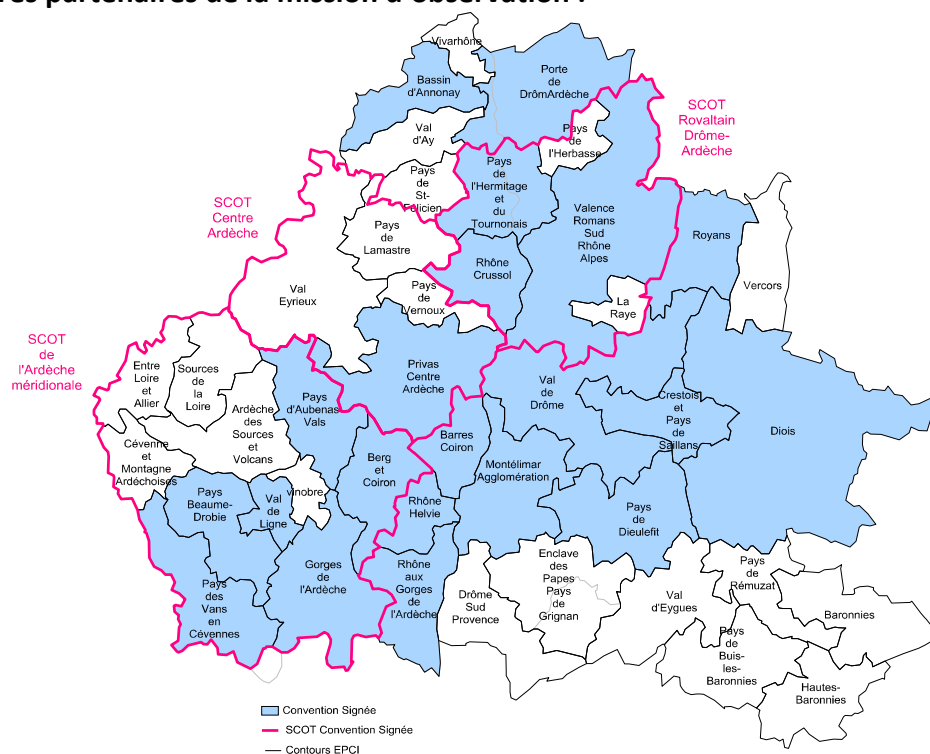 res partenaires de la mission d'observation :
Vivarhône
Bassin
d'Annonay
Porte
de
DrômArdèche
SCOT
Rovaltain
Drôme-
Ardèche
Val
d'Ay
Pays
de
l'Herbasse
Pays
de
St-
Félicien
Pays
de
l'Hermitage
et
du
Tournonais
SCOT
Centre
Ardèche
Pays
de
Lamastre
Valence
Romans
Sud
Rhône
Alpes
Royans
Rhône
Crussol
Vercors
Val
Eyrieux
Pays
de
Vernoux
La
Raye
SCOT
de
l'Ardèche
méridionale
Entre
Loire
et
Allier
Sources
de
la
Loire
Privas
Centre
Ardèche
Val
de
Drôme
Pays
d'Aubenas
Vals
Ardèche
des
Sources
et
Volcans
Crestois
et
Pays
de
Saillans
Diois
Cévenne
et
Montagne
Ardéchoises
Barres
Coiron
Berg
et
Coiron
Montélimar
Agglomération
Pays
Beaume-
Drobie
Val
de
Ligne
vinobre
Rhône
Helvie
Pays
de
Dieulefit
Gorges
de
l'Ardèche
Rhône
aux
Gorges
de
l'Ardèche
Pays
des
Vans
en
Cévennes
Drôme
Sud
Provence
Enclave
des
Papes
Pays
de
Grignan
Val
d'Eygues
Pays
de
Rémuzat
Baronnies
Pays
de
Buis-
les-
Baronnies
Hautes-
Baronnies
Convention Signée
SCOT Convention Signée
Contours EPCI